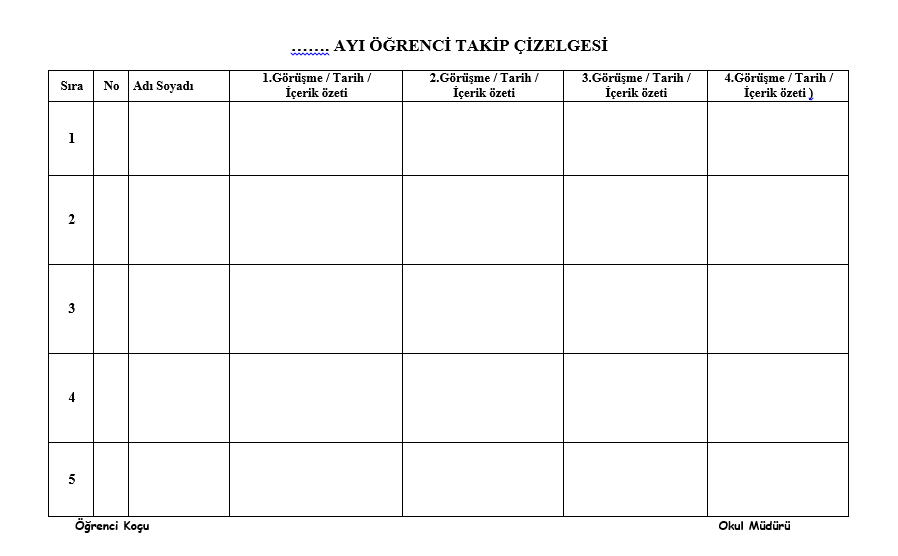 ……. AYI ÖĞRENCİ TAKİP ÇİZELGESİ
Sıra No Adı Soyadı 1.Görüşme / Tarih / İçerik özeti 2.Görüşme / Tarih / İçerik özeti 3.Görüşme / Tarih / İçerik özeti 4.Görüşme / Tarih / İçerik özeti )
1
2
3
4
5
Öğrenci Koçu Okul Müdürü